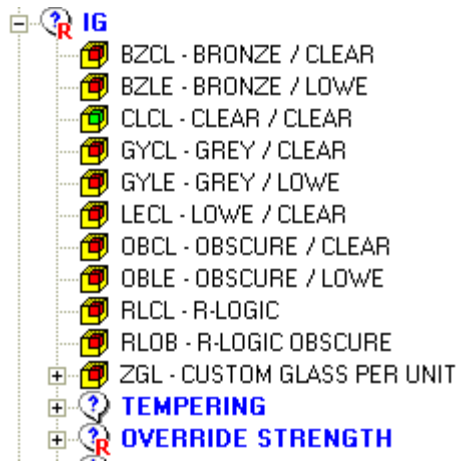 IG
BZCL - BRONZE / CLEAR
BZLE - BRONZE / LOWE
CLCL - CLEAR / CLEAR
GYCL - GREY / CLEAR
GYLE - GREY / LOWE
LECL - LOWE / CLEAR
OBCL - OBSCURE / CLEAR
OBLE - OBSCURE / LOWE
RLCL - R-LOGIC
RLOB - R-LOGIC OBSCURE
ZGL - CUSTOM GLASS PER UNIT
TEMPERING
OVERRIDE STRENGTH